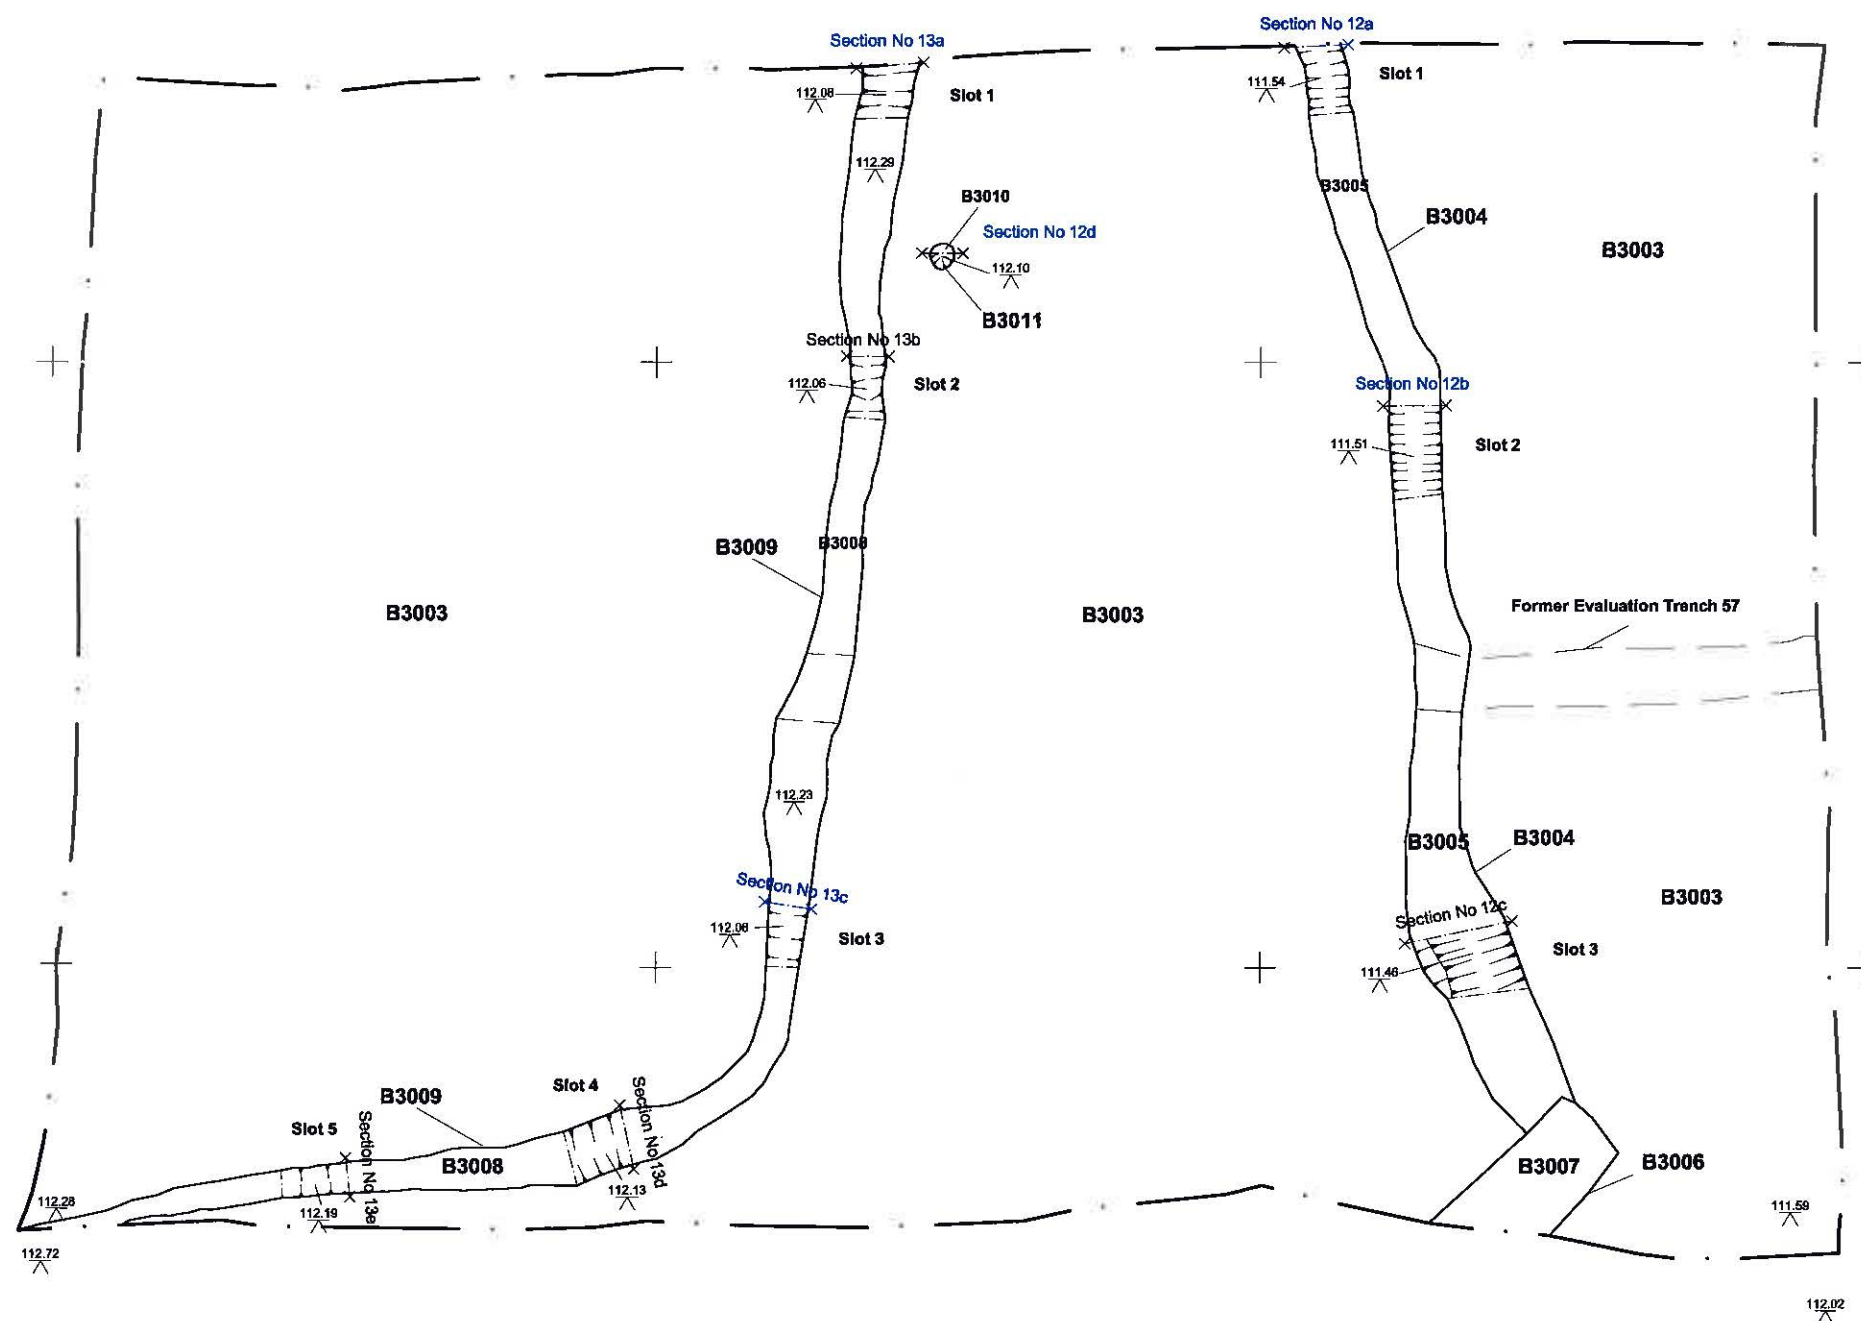 Section No 12a
Section No 13a
Slot 1
Slot 1
111.54
112.08
112.29
B3005
B3010
B3004
Section No 12d
B3003
112.10
B3011
Section No 13b
112.06
Slot 2
Section No 12b
111.51
Slot 2
B3009
B3008
B3003
B3003
Former Evaluation Trench 57
112.23
B3005
B3004
Section No 13c
B3003
112.08
Slot 3
Section No 12c
Slot 3
111.46
Slot 4
B3009
Section No 13d
Slot 5
Section No 13e
B3008
B3007
B3006
112.13
112.28
112.19
111.59
112.72
112.02